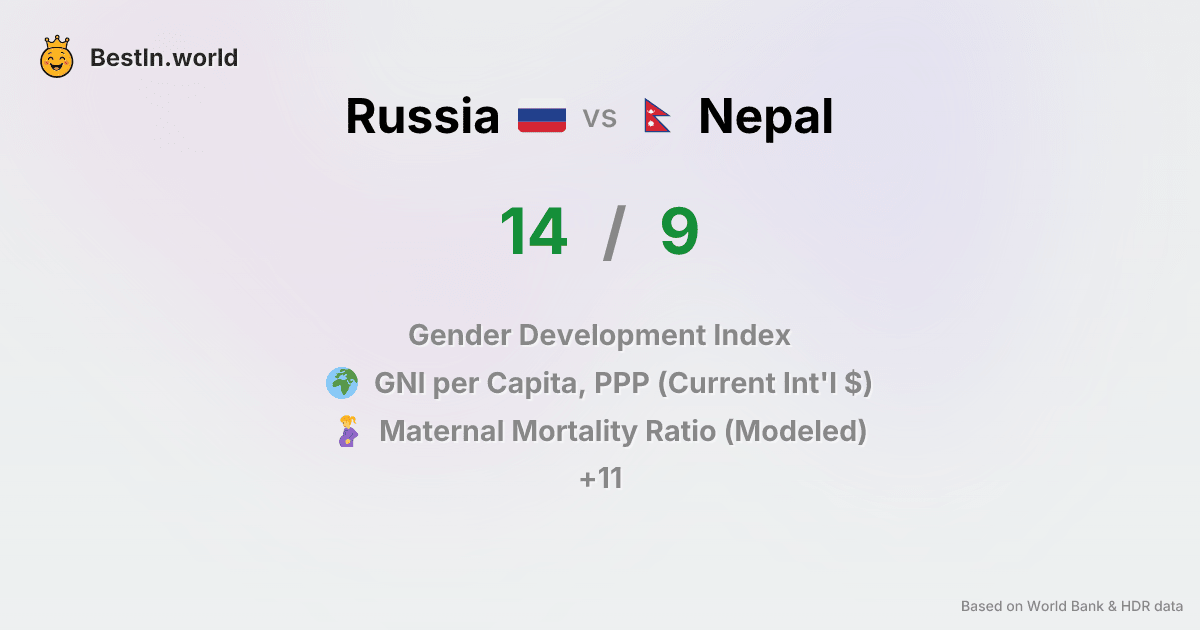 BestIn.world
Russia vs Nepal
14 / 9
Gender Development Index
GNI per Capita, PPP (Current Int'l $)
Maternal Mortality Ratio (Modeled)
+11
Based on World Bank & HDR data